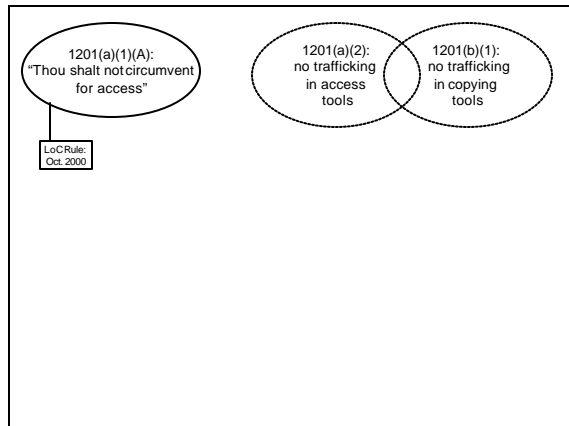 1201(a)(1)(A):
“Thou shalt not circumvent
for access”
LoC Rule:
Oct. 2000
1201(a)(2):
no trafficking
in access
tools
1201(b)(1):
no trafficking
in copying
tools